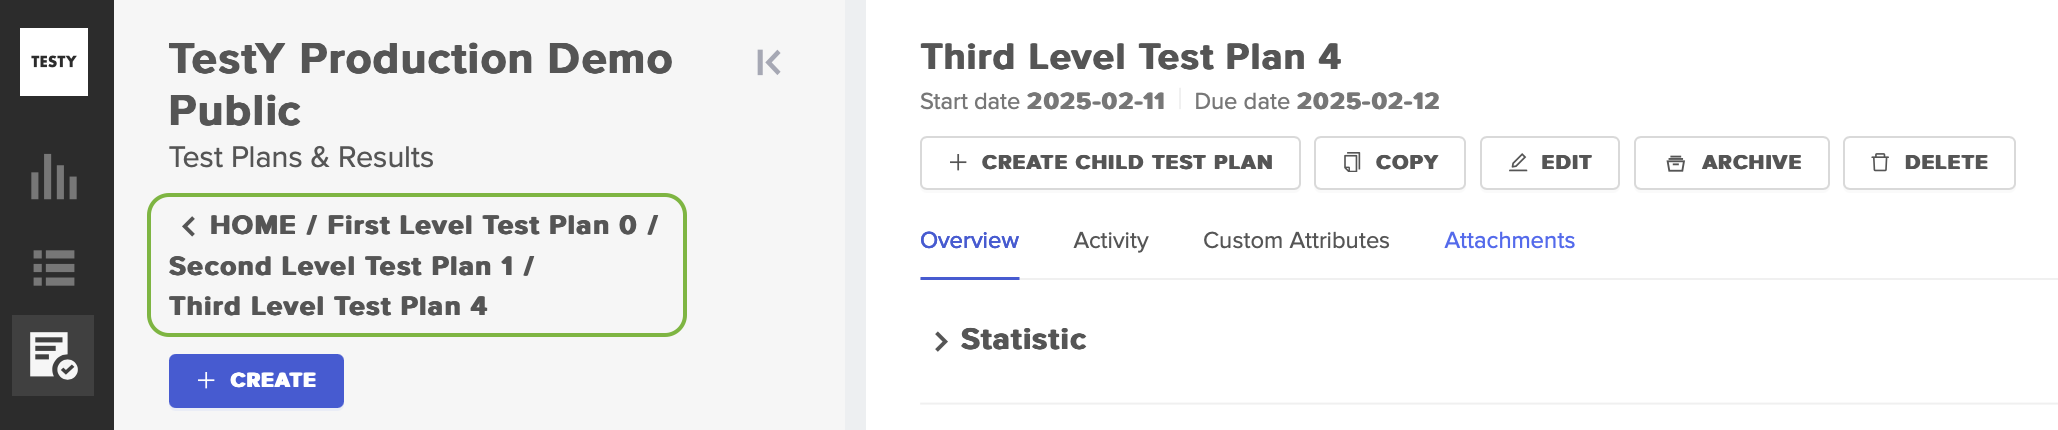 TESTY
TestY Production Demo
Public
Test Plans & Results
HOME / First Level Test Plan 0 /
Second Level Test Plan 1 /
Third Level Test Plan 4
+ CREATE
Third Level Test Plan 4
Start date 2025-02-11 Due date 2025-02-12
+ CREATE CHILD TEST PLAN COPY EDIT ARCHIVE DELETE
Overview Activity Custom Attributes Attachments
Statistic